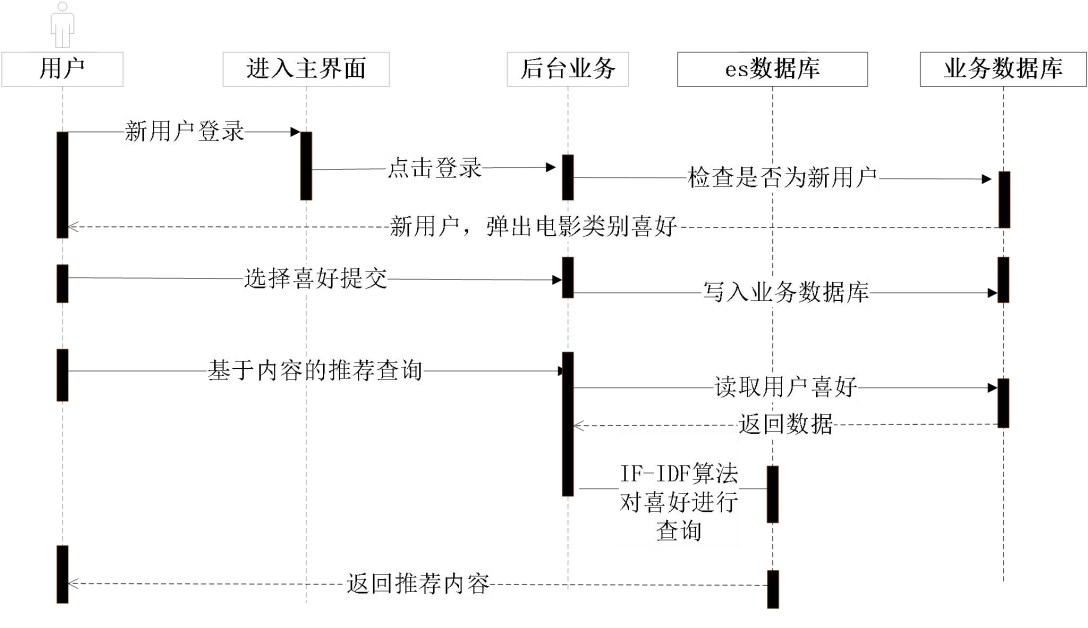 用户
进入主界面
后台业务
es数据库
业务数据库
新用户登录
点击登录
检查是否为新用户
新用户，弹出电影类别喜好
选择喜好提交
写入业务数据库
基于内容的推荐查询
读取用户喜好
返回数据
IF-IDF算法
对喜好进行
查询
返回推荐内容